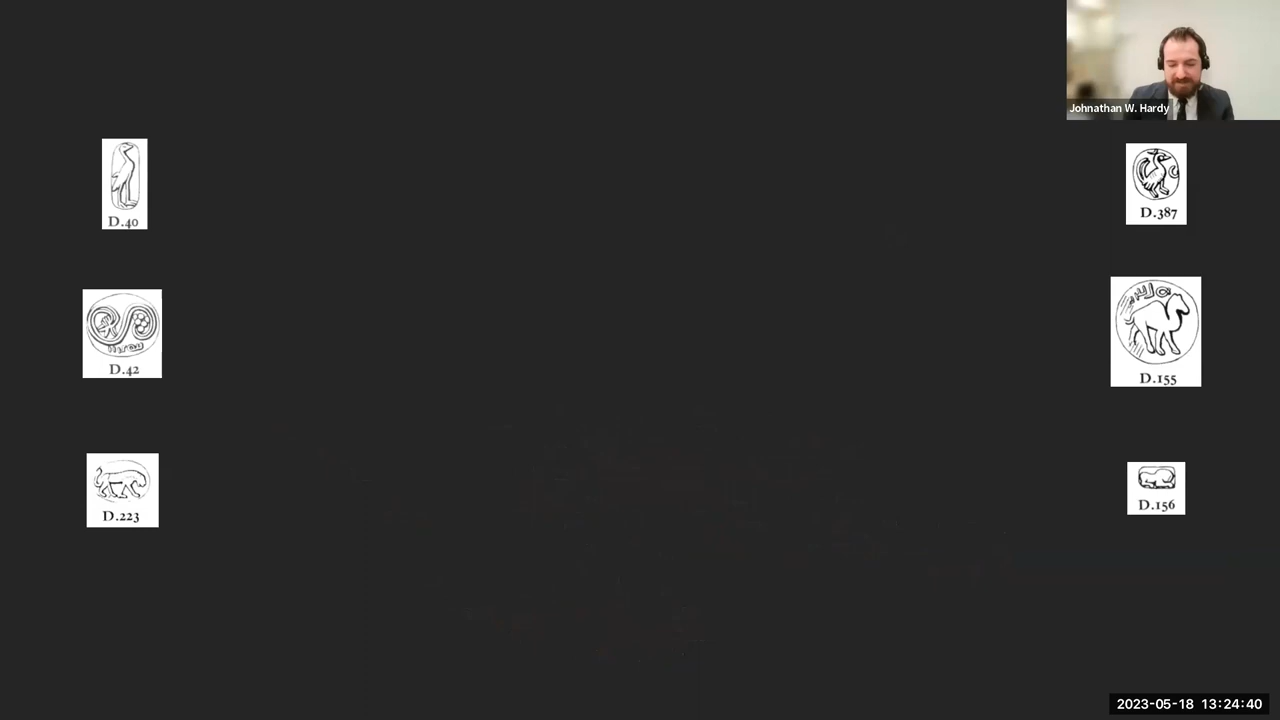 Johnathan W. Hardy
D.40
D.387
D.42
D.155
D.223
D.156
2023-05-18 13:24:40